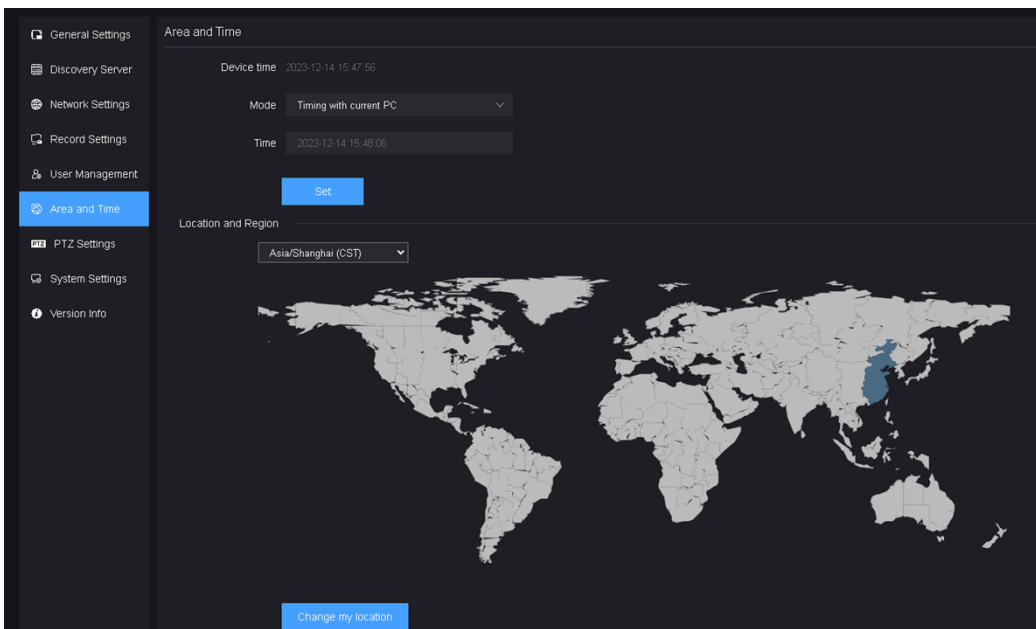 General Settings
Discovery Server
Network Settings
Record Settings
User Management
Area and Time
PTZ PTZ Settings
System Settings
Version Info
Area and Time
Device time 2023-12-14 15:47:56
Mode Timing with current PC
Time 2023-12-14 15:48:06
Set
Location and Region
Asia/Shanghai (CST)
Change my location